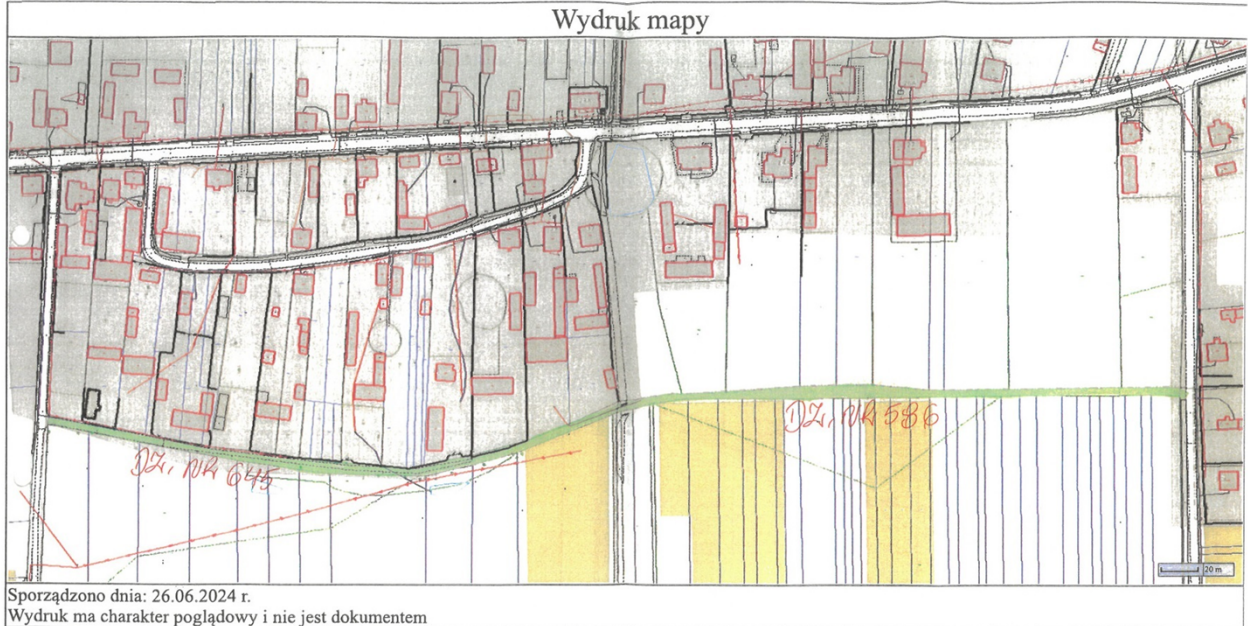 Wydruk mapy
DZ. NR 586
DZ. NR 645
20 m
Sporządzono dnia: 26.06.2024 r.
Wydruk ma charakter poglądowy i nie jest dokumentem